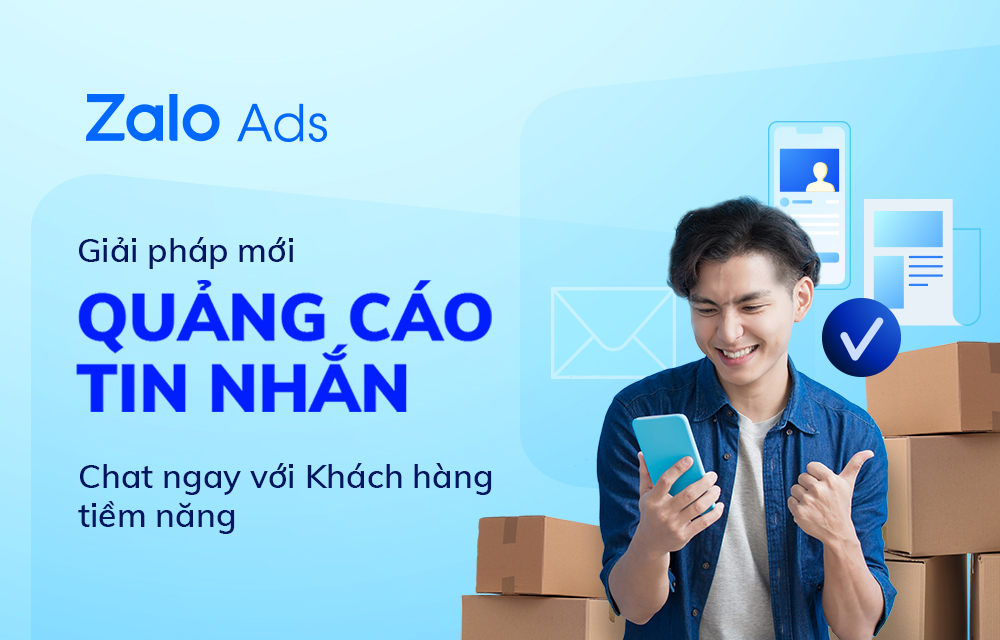 Zalo Ads
Giải pháp mới
QUẢNG CÁO
TIN NHẮN
Chat ngay với Khách hàng
tiềm năng